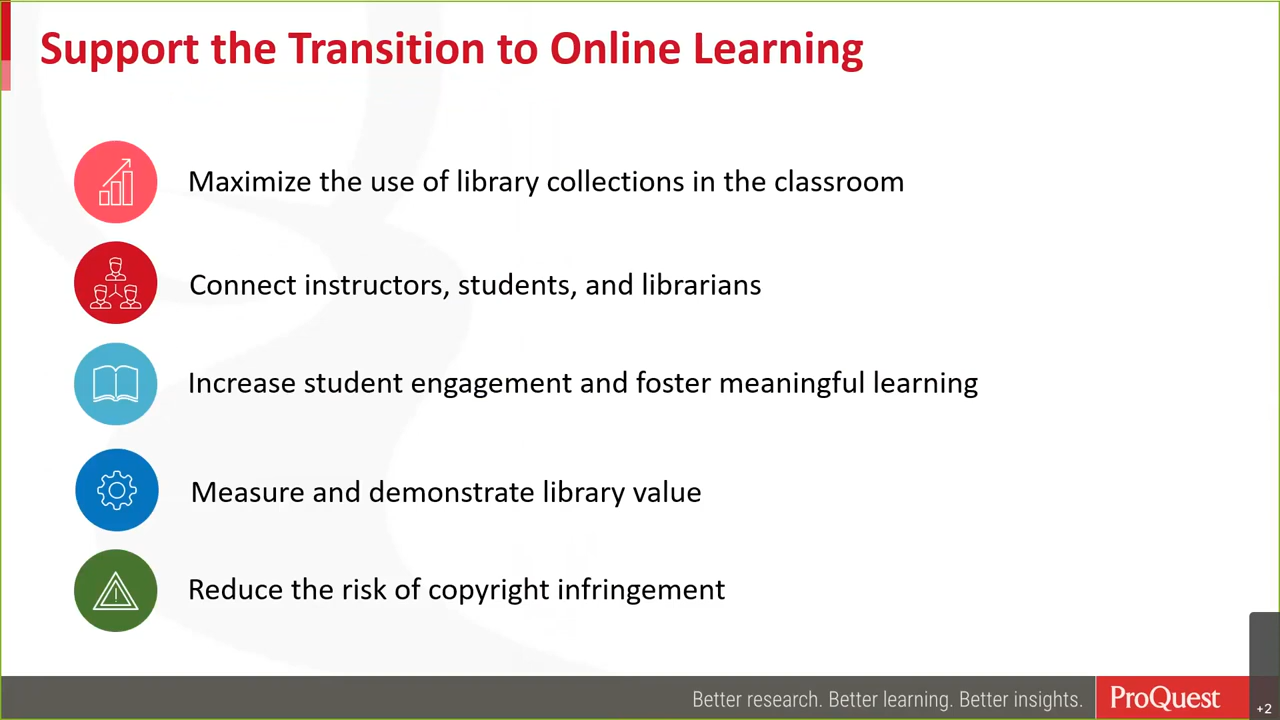 Support the Transition to Online Learning
Maximize the use of library collections in the classroom
Connect instructors, students, and librarians
Increase student engagement and foster meaningful learning
Measure and demonstrate library value
Reduce the risk of copyright infringement
Better research. Better learning. Better insights.
ProQuest
+2